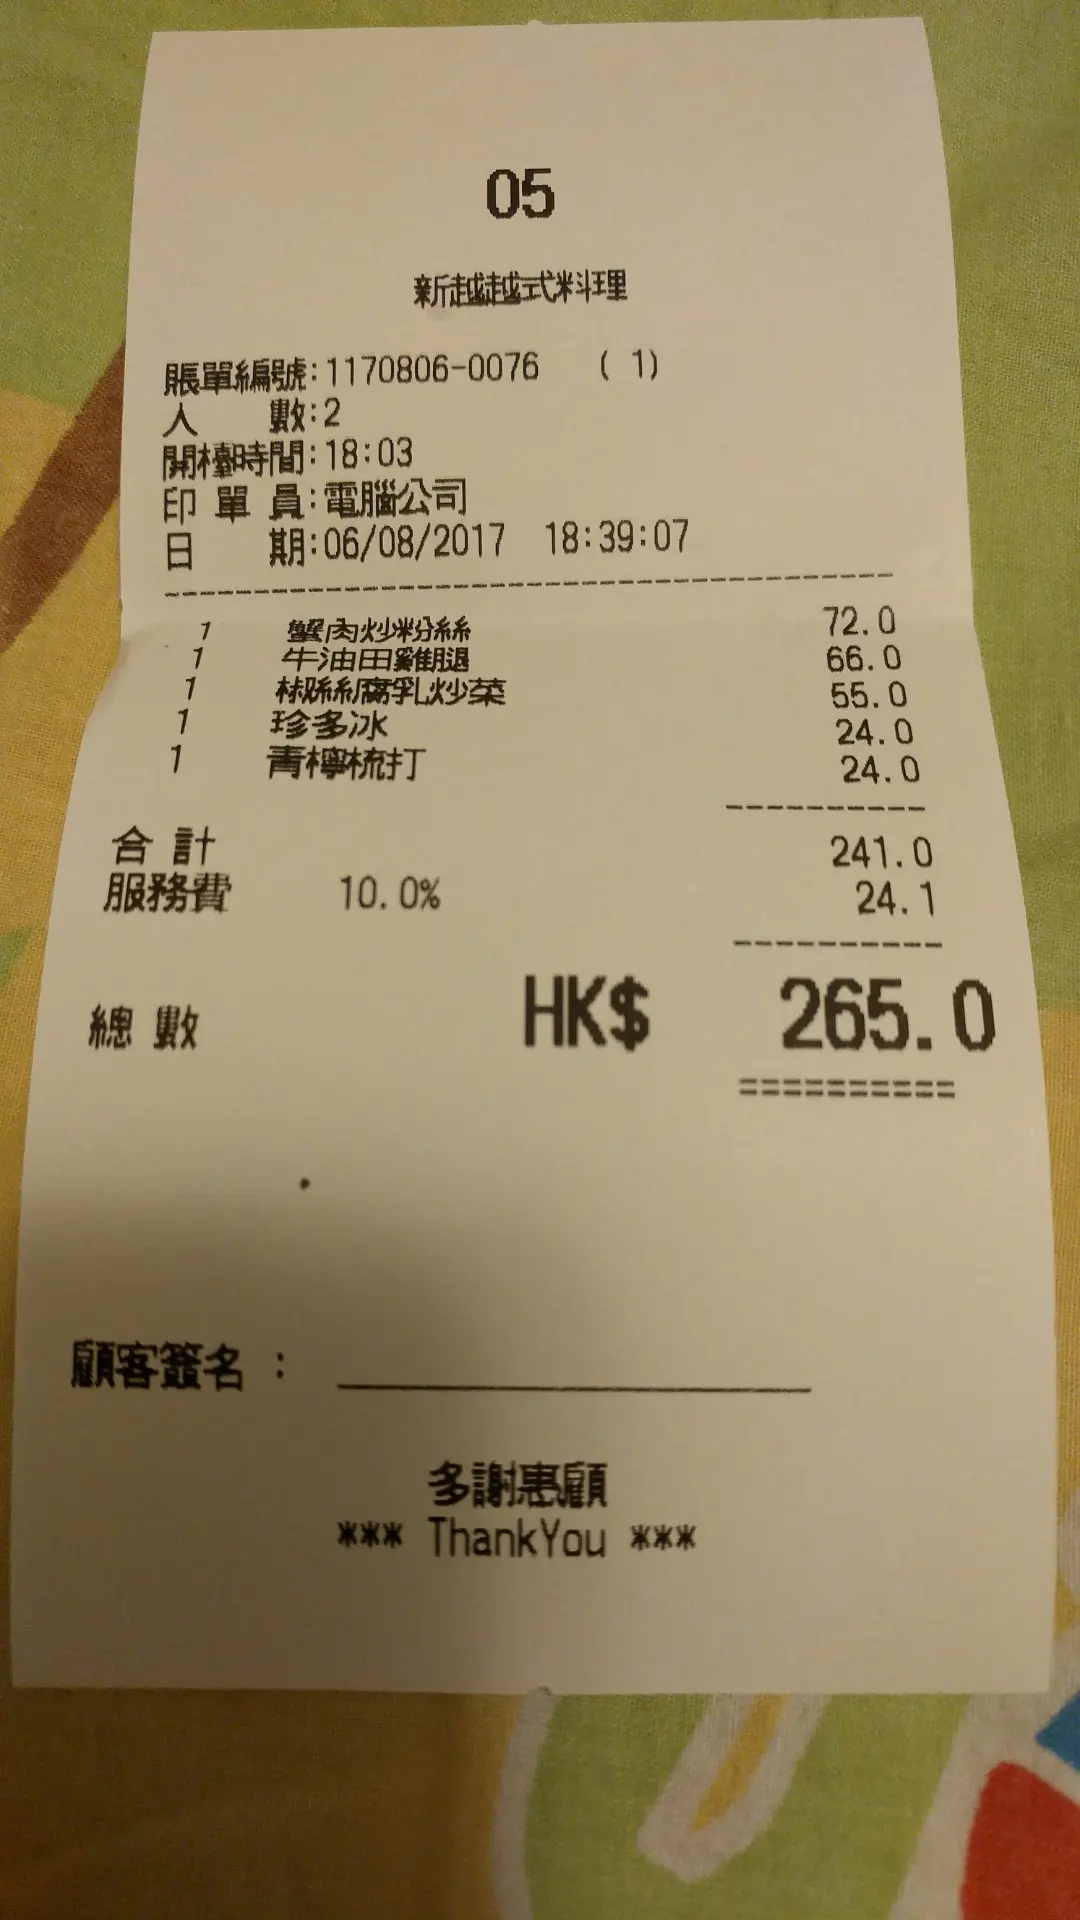 05
新越越式料理
賬單編號:1170806-0076 ( 1)
人 數:2
開檯時間:18:03
印 單 員:電腦公司
日 期:06/08/2017 18:39:07
1 蟹肉炒粉絲 72.0
1 牛油田雞腿 66.0
1 椒絲腐乳炒菜 55.0
1 珍多冰 24.0
1 青檸梳打 24.0
合 計 241.0
服務費 10.0% 24.1
總 數 HK$ 265.0
==========
顧客簽名 :
多謝惠顧
*** ThankYou ***